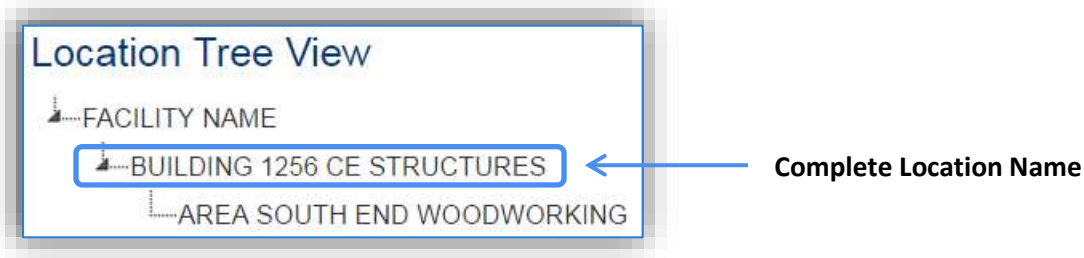 Location Tree View
FACILITY NAME
BUILDING 1256 CE STRUCTURES
Complete Location Name
AREA SOUTH END WOODWORKING